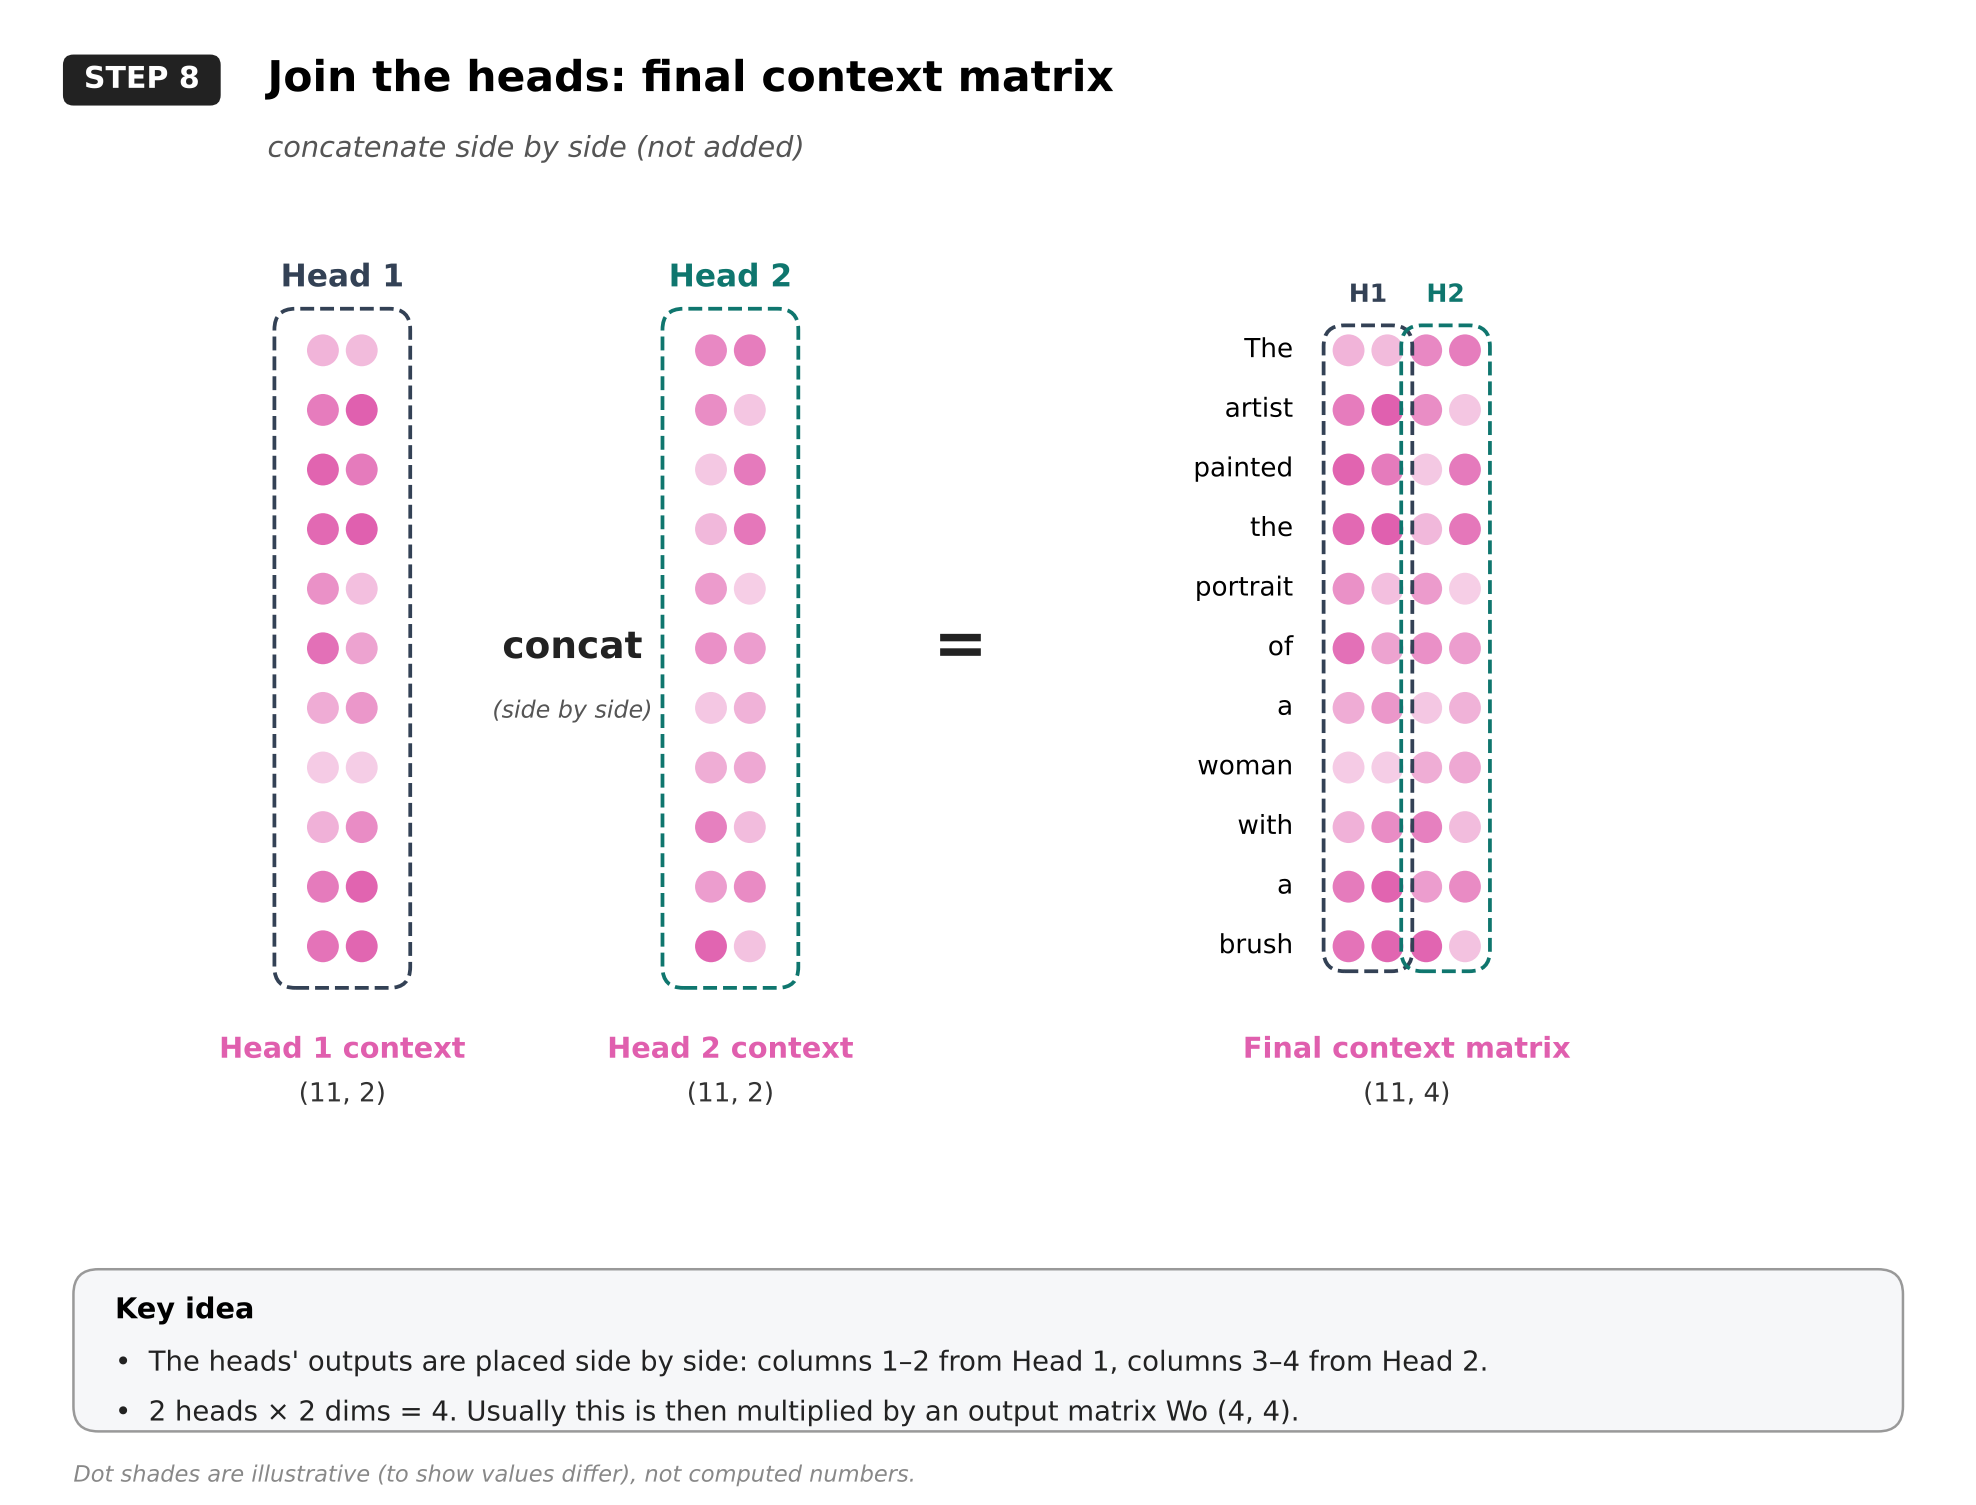 STEP 8
Join the heads: final context matrix
concatenate side by side (not added)
Head 1
Head 2
H1 H2
concat
(side by side)
=
The
artist
painted
the
portrait
of
a
woman
with
a
brush
Head 1 context
(11, 2)
Head 2 context
(11, 2)
Final context matrix
(11, 4)
Key idea
• The heads' outputs are placed side by side: columns 1–2 from Head 1, columns 3–4 from Head 2.
• 2 heads × 2 dims = 4. Usually this is then multiplied by an output matrix Wo (4, 4).
Dot shades are illustrative (to show values differ), not computed numbers.